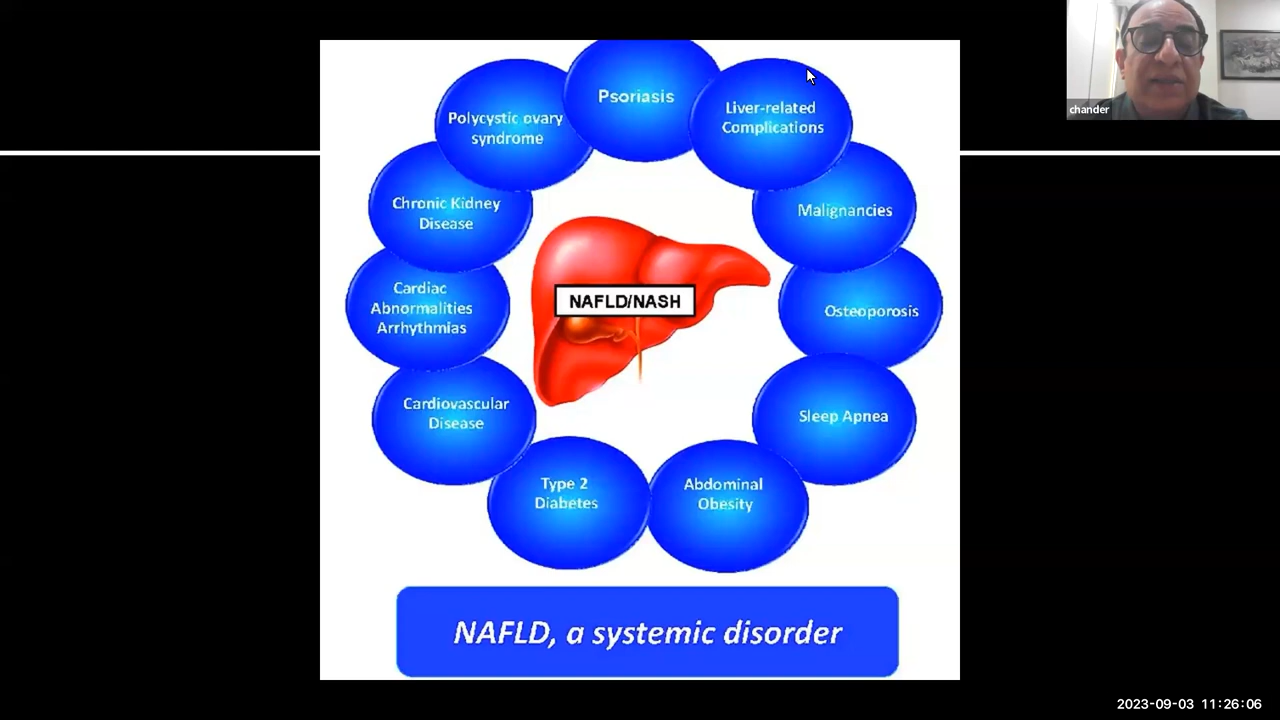 chander
Psoriasis
Liver-related
Complications
Malignancies
Osteoporosis
Sleep Apnea
Abdominal
Obesity
Type 2
Diabetes
Cardiovascular
Disease
Cardiac
Abnormalities
Arrhythmias
Chronic Kidney
Disease
Polycystic ovary
syndrome
NAFLD/NASH
NAFLD, a systemic disorder
2023-09-03 11:26:06